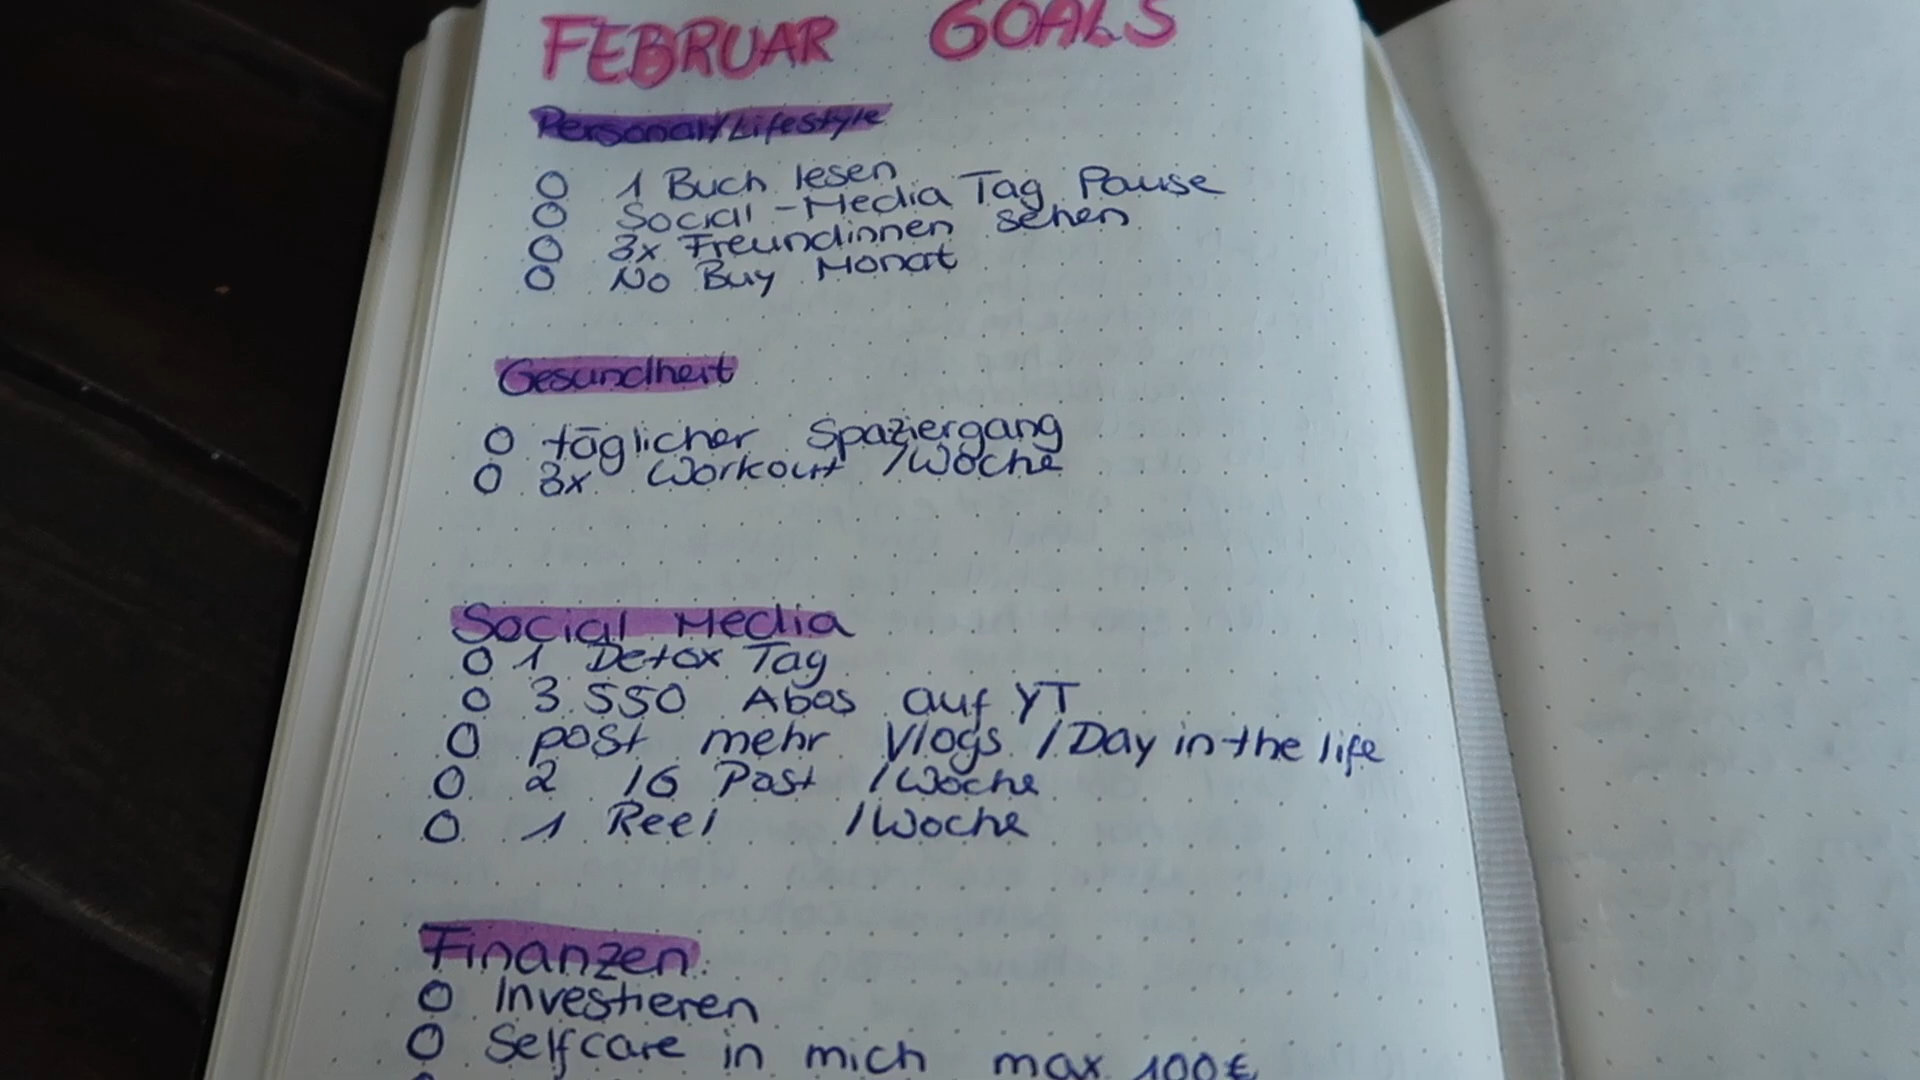 FEBRUAR GOALS
Personal/Lifestyle
1 Buch lesen
Social-Media Tag Pause
3x Freundinnen sehen
No Buy Monat
Gesundheit
täglicher Spaziergang
3x Workout /Woche
Social Media
1 Detox Tag
3.550 Abos auf YT
post mehr Vlogs /Day in the life
2 IG Post /Woche
1 Reel /Woche
Finanzen
Investieren
Selfcare in mich max 100€